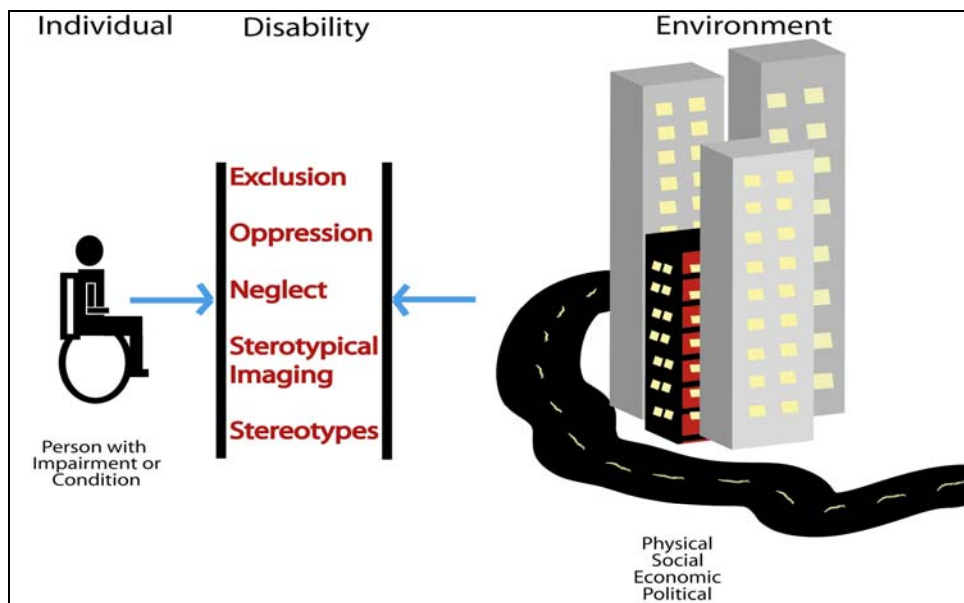 Individual
Disability
Environment
Exclusion
Oppression
Neglect
Sterotypical
Imaging
Stereotypes
Person with
Impairment or
Condition
Physical
Social
Economic
Political